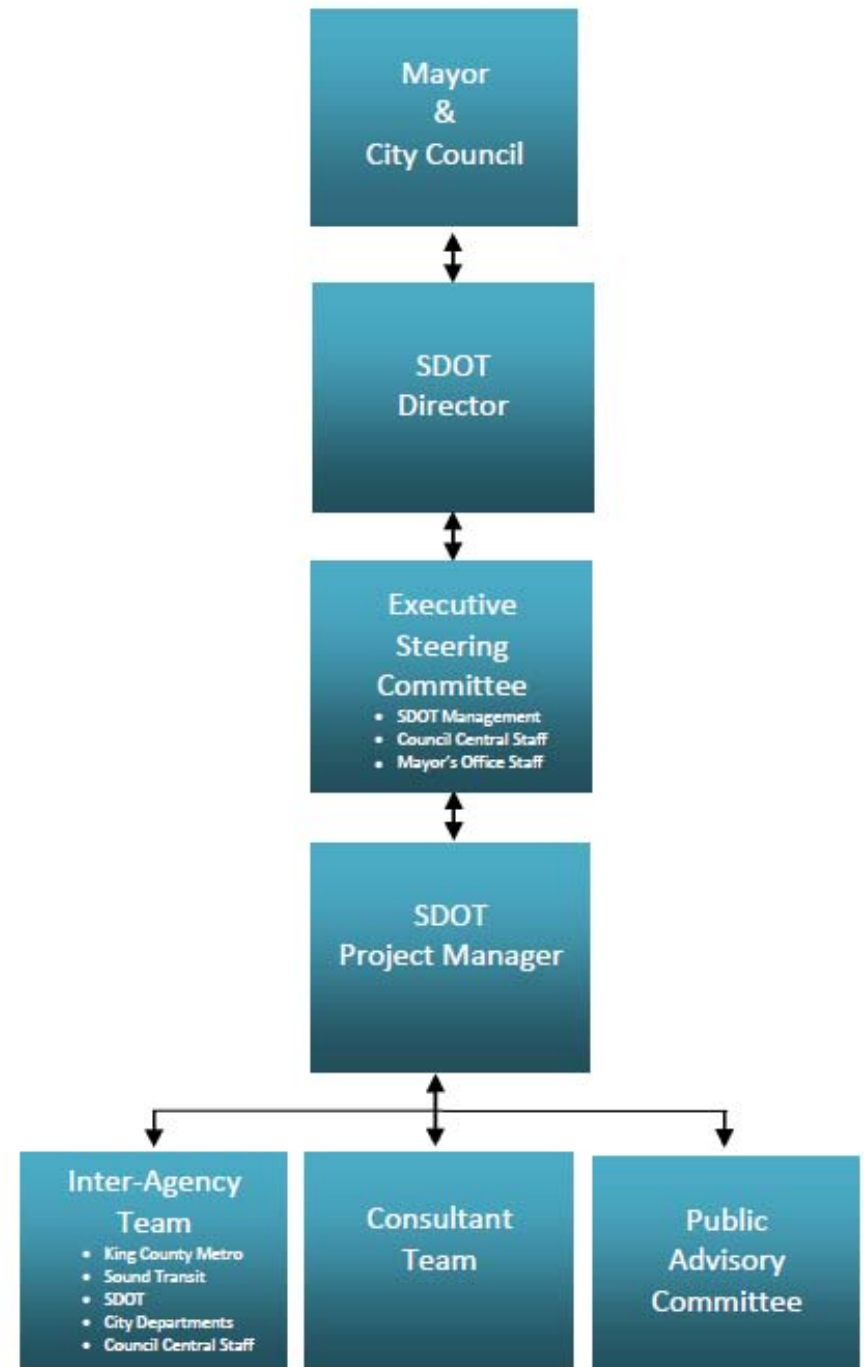 Mayor
&
City Council
SDOT
Director
Executive
Steering
Committee
• SDOT Management
• Council Central Staff
• Mayor's Office Staff
SDOT
Project Manager
Inter-Agency
Team
• King County Metro
• Sound Transit
• SDOT
• City Departments
• Council Central Staff
Consultant
Team
Public
Advisory
Committee